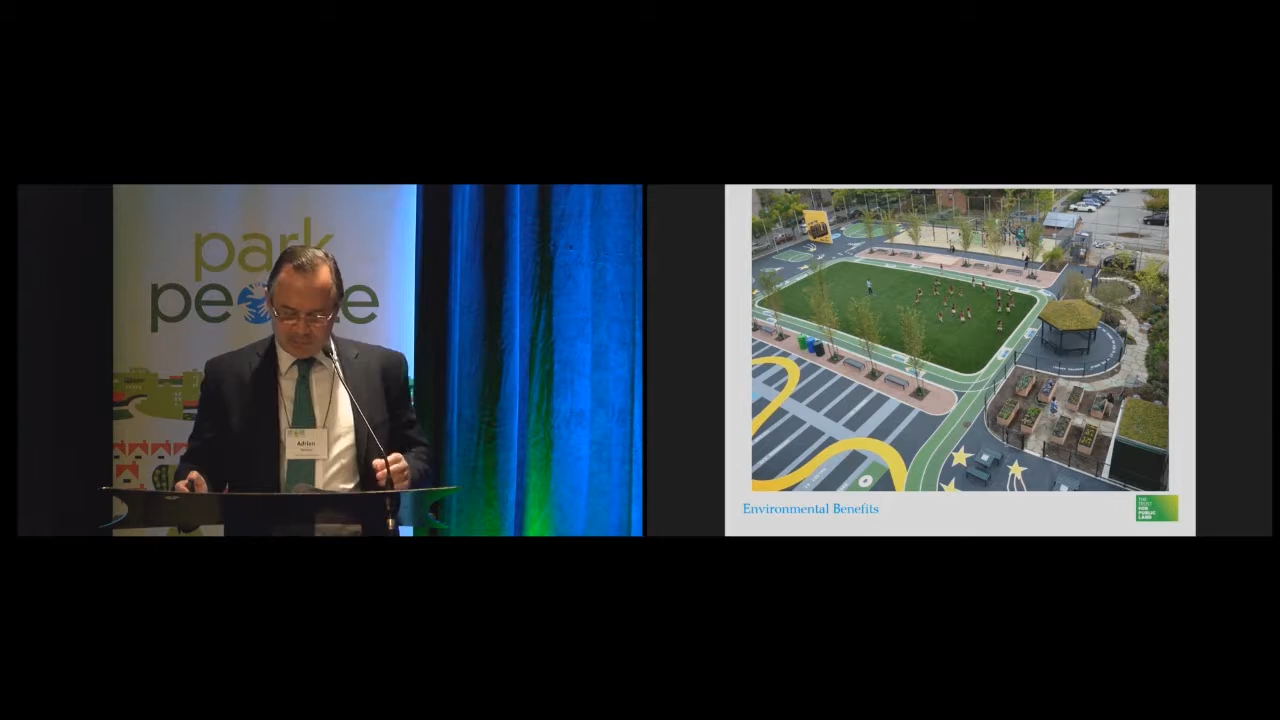 park
people
Adrian
Environmental Benefits
THE
TRUST
FOR
PUBLIC
LAND